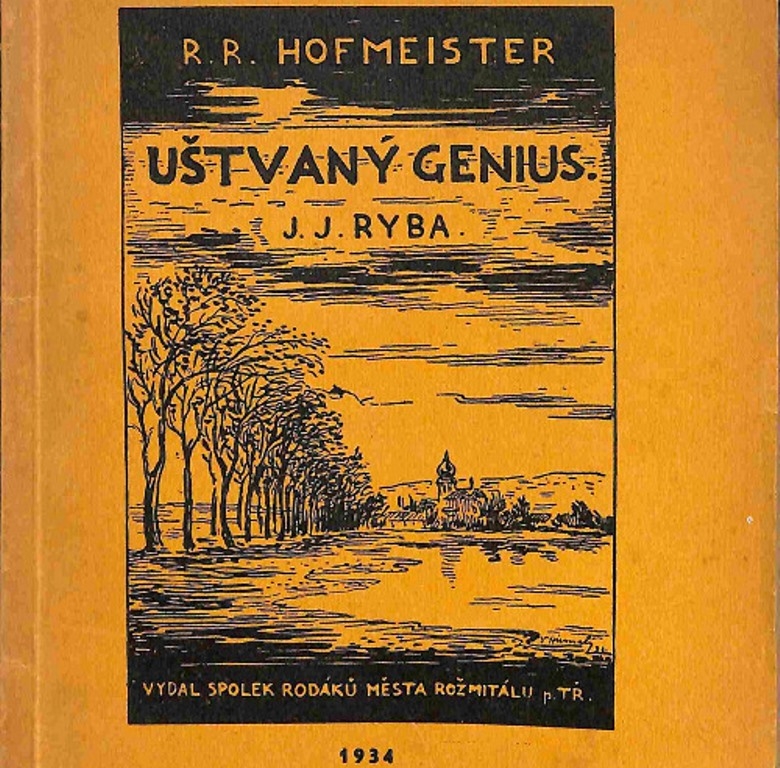 R. R. HOFMEISTER
UŠTVANÝ GENIUS.
J. J. RYBA.
VYDAL SPOLEK RODÁKŮ MĚSTA ROŽMITÁLU p. TŘ.
1934